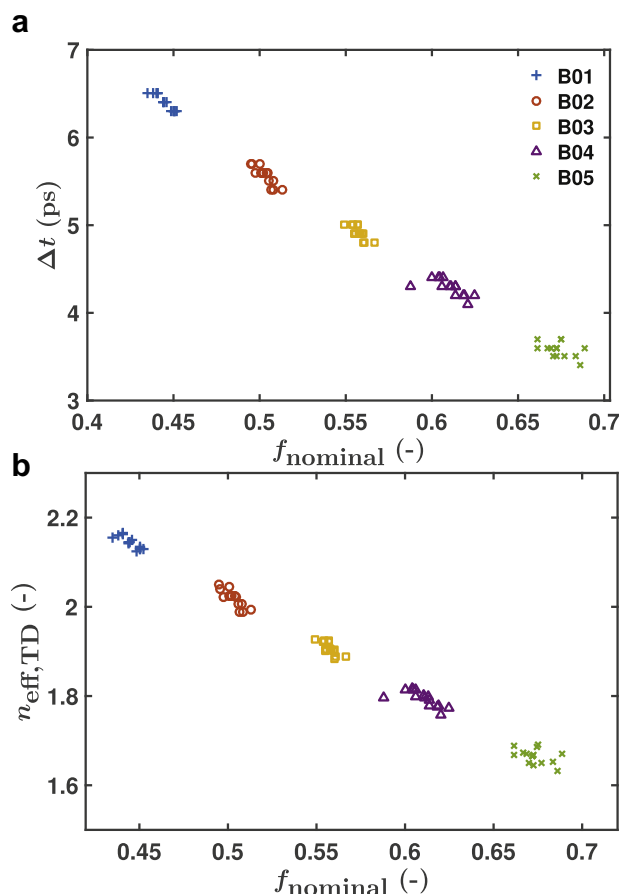 a
7
6
5
4
3
Δt (ps)
B01
B02
B03
B04
B05
0.4 0.45 0.5 0.55 0.6 0.65 0.7
f_nominal (-)
b
2.2
2
1.8
1.6
n_eff,TD (-)
0.45 0.5 0.55 0.6 0.65 0.7
f_nominal (-)